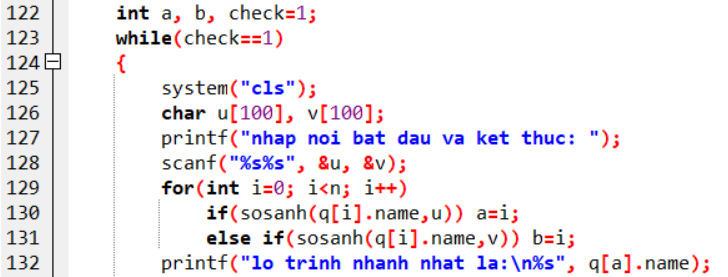 122 int a, b, check=1;
123 while(check==1)
124 {
125 system("cls");
126 char u[100], v[100];
127 printf("nhap noi bat dau va ket thuc: ");
128 scanf("%s%s", &u, &v);
129 for(int i=0; i<n; i++)
130 if(sosanh(q[i].name,u)) a=i;
131 else if(sosanh(q[i].name,v)) b=i;
132 printf("lo trinh nhanh nhat la:\n%s", q[a].name);